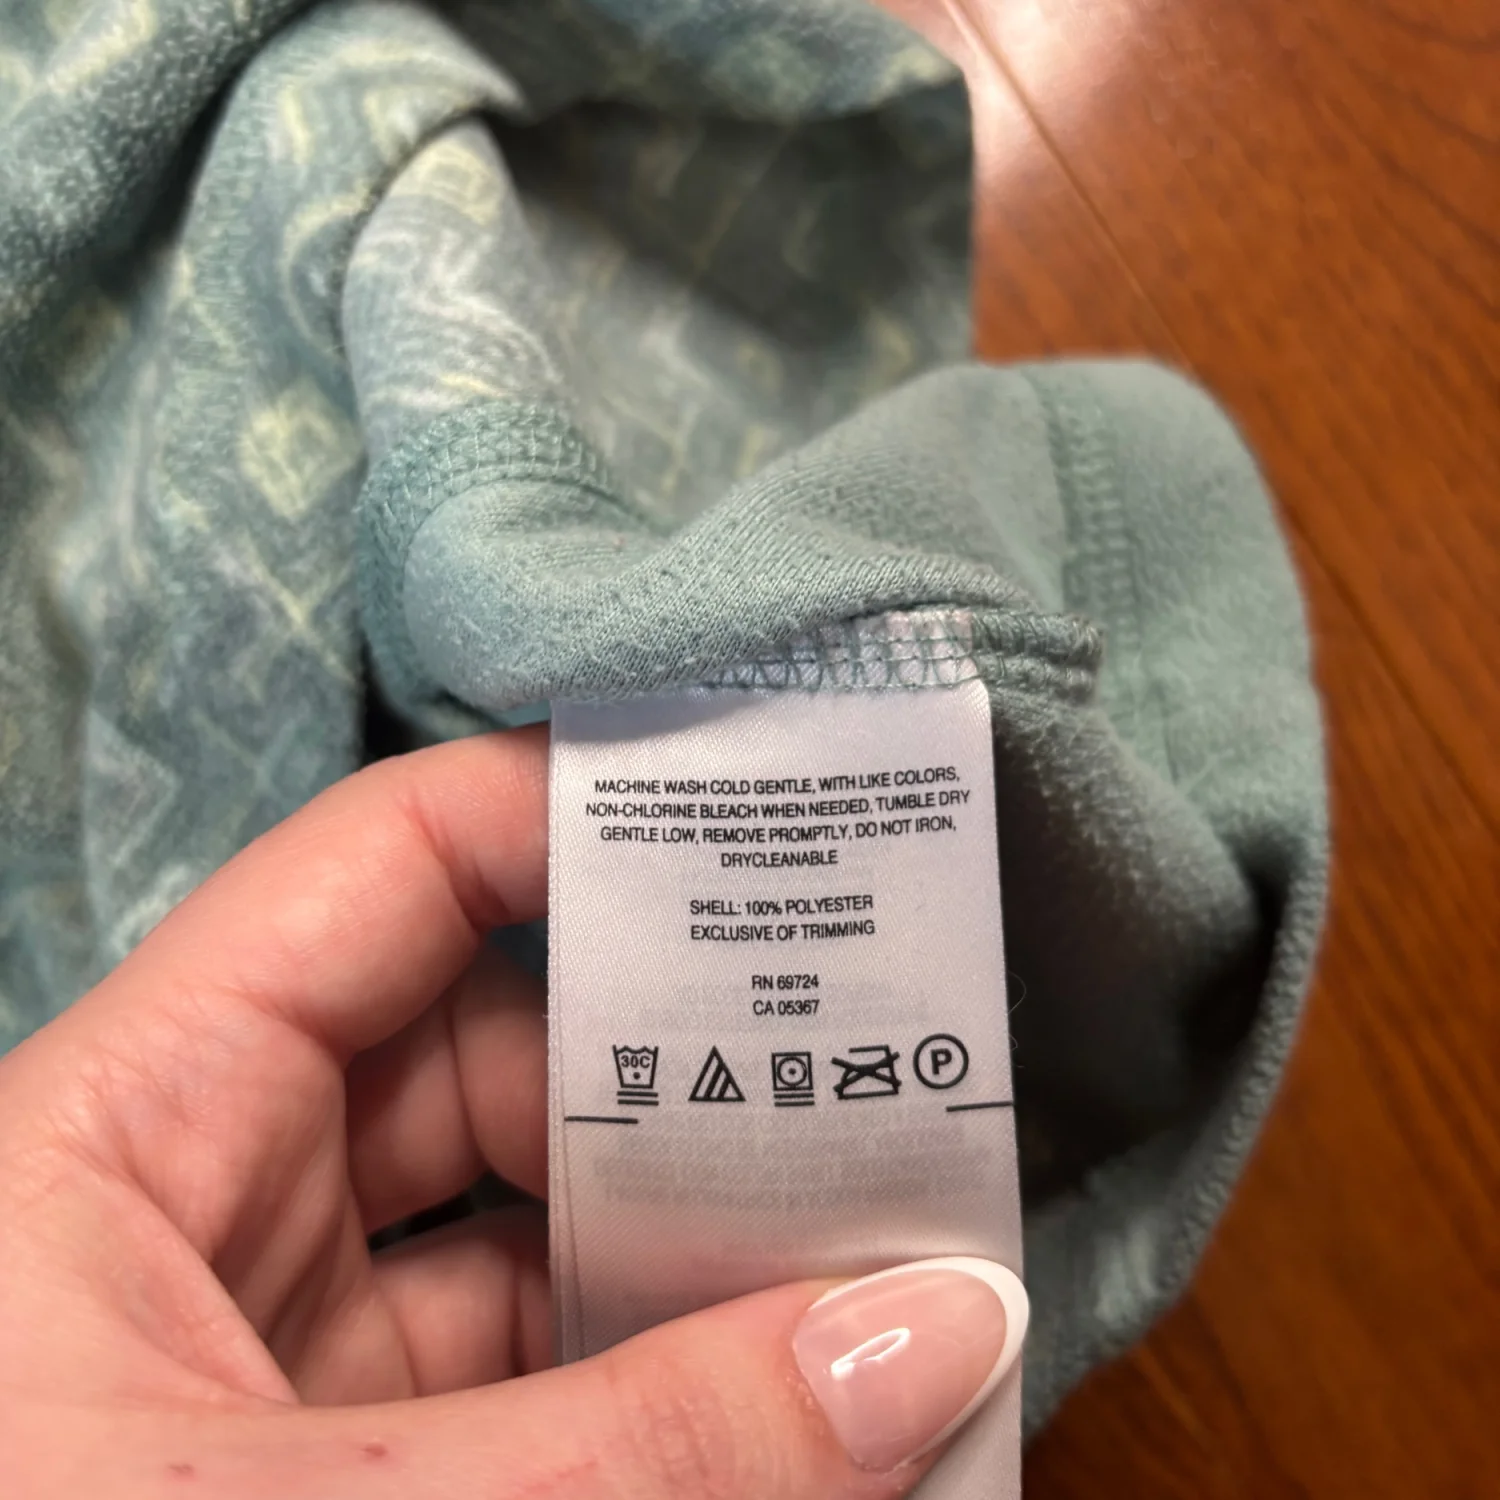 MACHINE WASH COLD GENTLE, WITH LIKE COLORS,
NON-CHLORINE BLEACH WHEN NEEDED, TUMBLE DRY
GENTLE LOW, REMOVE PROMPTLY, DO NOT IRON,
DRYCLEANABLE
SHELL: 100% POLYESTER
EXCLUSIVE OF TRIMMING
RN 69724
CA 05367
30C
P